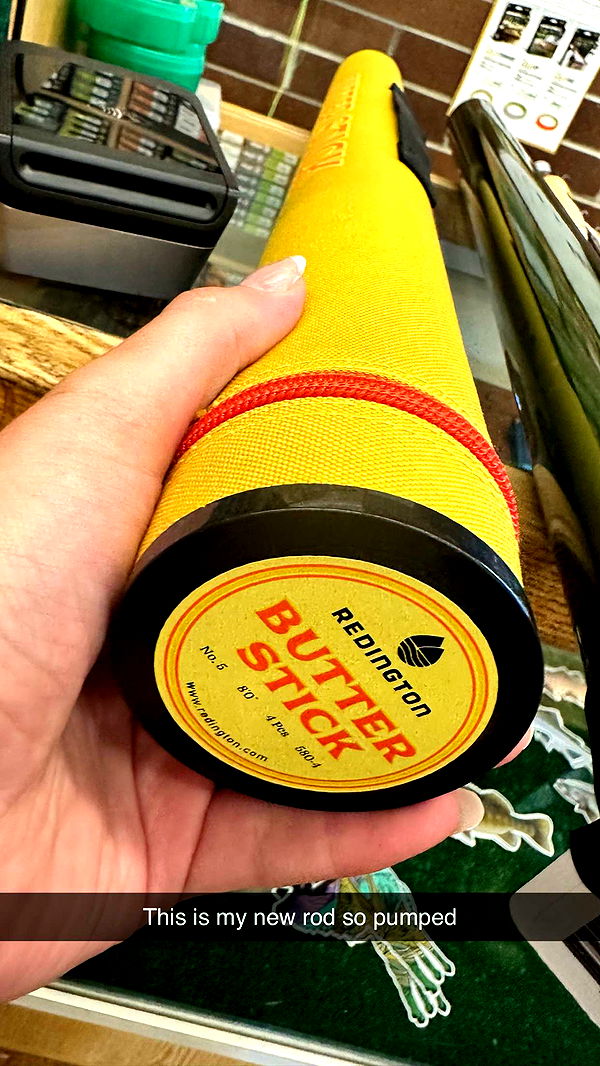 REDINGTON
BUTTER
STICK
No. 5 8'0" 4 Pcs 580-4
www.redington.com
This is my new rod so pumped